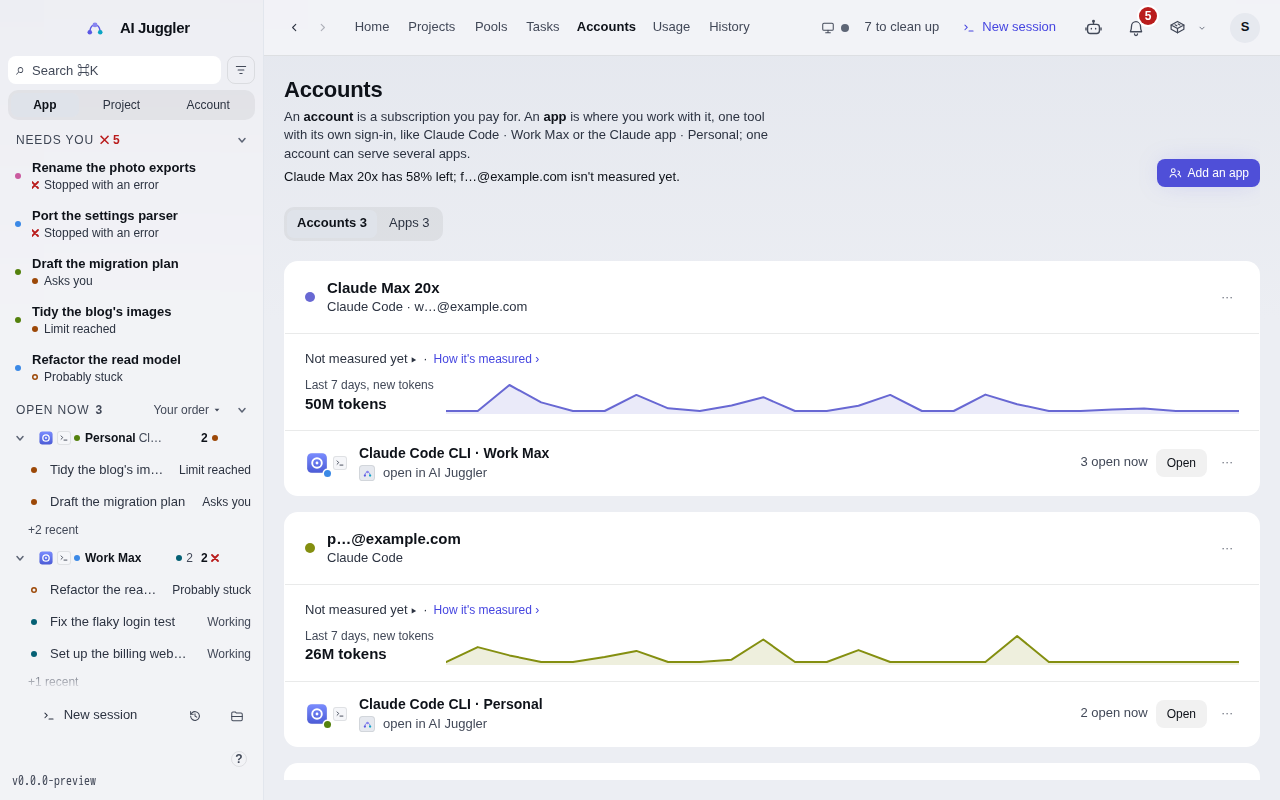 AI Juggler
Search ⌘K
App Project Account
NEEDS YOU 5
Rename the photo exports
Stopped with an error
Port the settings parser
Stopped with an error
Draft the migration plan
Asks you
Tidy the blog's images
Limit reached
Refactor the read model
Probably stuck
OPEN NOW 3 Your order
Personal Cl… 2
Tidy the blog's im… Limit reached
Draft the migration plan Asks you
+2 recent
Work Max 2 2
Refactor the rea… Probably stuck
Fix the flaky login test Working
Set up the billing web… Working
+1 recent
New session
?
v0.0.0-preview
Home Projects Pools Tasks Accounts Usage History 7 to clean up New session 5 S
Accounts
An account is a subscription you pay for. An app is where you work with it, one tool
with its own sign-in, like Claude Code · Work Max or the Claude app · Personal; one
account can serve several apps.
Claude Max 20x has 58% left; f…@example.com isn't measured yet.
Add an app
Accounts 3 Apps 3
Claude Max 20x
Claude Code · w…@example.com
Not measured yet ▸ · How it's measured ›
Last 7 days, new tokens
50M tokens
Claude Code CLI · Work Max
open in AI Juggler
3 open now Open
p…@example.com
Claude Code
Not measured yet ▸ · How it's measured ›
Last 7 days, new tokens
26M tokens
Claude Code CLI · Personal
open in AI Juggler
2 open now Open